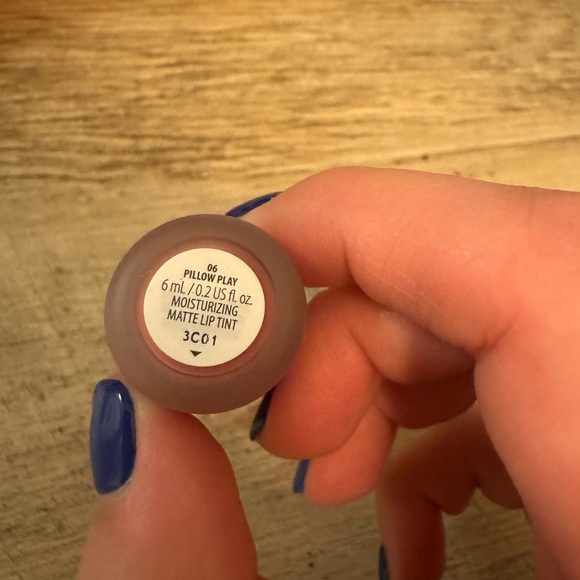 06
PILLOW PLAY
6 mL / 0.2 US fl. oz.
MOISTURIZING
MATTE LIP TINT
3C01